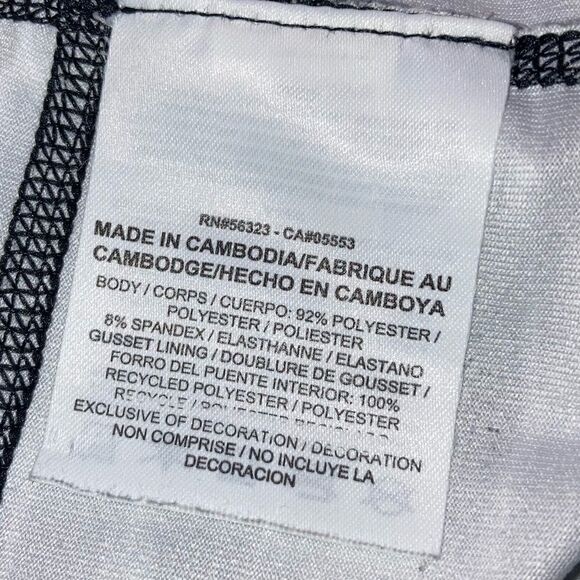 RN#56323 - CA#05553
MADE IN CAMBODIA/FABRIQUE AU
CAMBODGE/HECHO EN CAMBOYA
BODY / CORPS / CUERPO: 92% POLYESTER /
POLYESTER / POLIESTER
8% SPANDEX / ELASTHANNE / ELASTANO
GUSSET LINING / DOUBLURE DE GOUSSET /
FORRO DEL PUENTE INTERIOR: 100%
RECYCLED POLYESTER / POLYESTER
RECYCLE /
EXCLUSIVE OF DECORATION / DECORATION
NON COMPRISE / NO INCLUYE LA
DECORACION